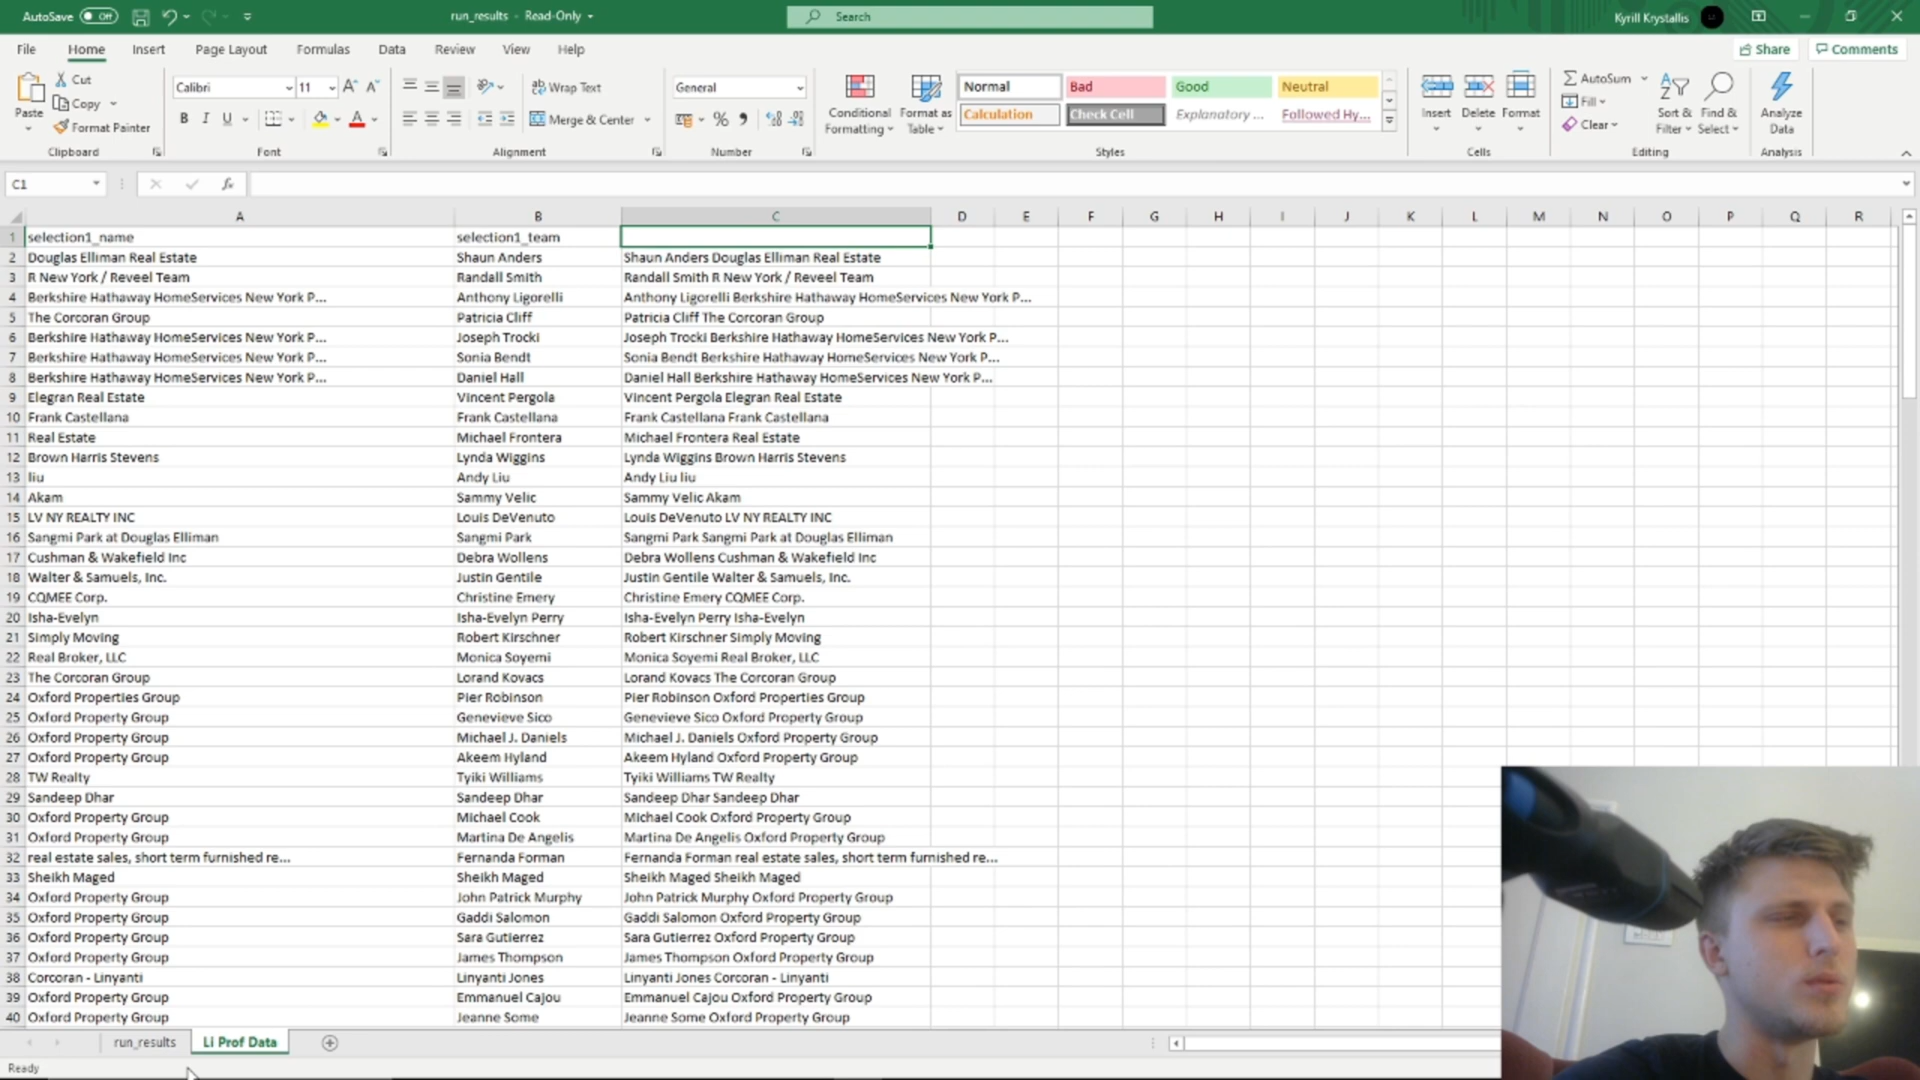 AutoSave Off run_results - Read-Only Search Kyrill Krystallis
File Home Insert Page Layout Formulas Data Review View Help Share Comments
Paste Cut Copy Format Painter Clipboard
Calibri 11 A A B I U A Font
Wrap Text Merge & Center Alignment
General % Number
Conditional Formatting Format as Table
Normal Bad Good Neutral
Calculation Check Cell Explanatory ... Followed Hy...
Styles
Insert Delete Format Cells
AutoSum Fill Clear Sort & Filter Find & Select Editing
Analyze Data Analysis
C1 fx
A B C D E F G H I J K L M N O P Q R
1 selection1_name selection1_team
2 Douglas Elliman Real Estate Shaun Anders Shaun Anders Douglas Elliman Real Estate
3 R New York / Reveel Team Randall Smith Randall Smith R New York / Reveel Team
4 Berkshire Hathaway HomeServices New York P... Anthony Ligorelli Anthony Ligorelli Berkshire Hathaway HomeServices New York P...
5 The Corcoran Group Patricia Cliff Patricia Cliff The Corcoran Group
6 Berkshire Hathaway HomeServices New York P... Joseph Trocki Joseph Trocki Berkshire Hathaway HomeServices New York P...
7 Berkshire Hathaway HomeServices New York P... Sonia Bendt Sonia Bendt Berkshire Hathaway HomeServices New York P...
8 Berkshire Hathaway HomeServices New York P... Daniel Hall Daniel Hall Berkshire Hathaway HomeServices New York P...
9 Elegran Real Estate Vincent Pergola Vincent Pergola Elegran Real Estate
10 Frank Castellana Frank Castellana Frank Castellana Frank Castellana
11 Real Estate Michael Frontera Michael Frontera Real Estate
12 Brown Harris Stevens Lynda Wiggins Lynda Wiggins Brown Harris Stevens
13 liu Andy Liu Andy Liu liu
14 Akam Sammy Velic Sammy Velic Akam
15 LV NY REALTY INC Louis DeVenuto Louis DeVenuto LV NY REALTY INC
16 Sangmi Park at Douglas Elliman Sangmi Park Sangmi Park Sangmi Park at Douglas Elliman
17 Cushman & Wakefield Inc Debra Wollens Debra Wollens Cushman & Wakefield Inc
18 Walter & Samuels, Inc. Justin Gentile Justin Gentile Walter & Samuels, Inc.
19 CQMEE Corp. Christine Emery Christine Emery CQMEE Corp.
20 Isha-Evelyn Isha-Evelyn Perry Isha-Evelyn Perry Isha-Evelyn
21 Simply Moving Robert Kirschner Robert Kirschner Simply Moving
22 Real Broker, LLC Monica Soyemi Monica Soyemi Real Broker, LLC
23 The Corcoran Group Lorand Kovacs Lorand Kovacs The Corcoran Group
24 Oxford Properties Group Pier Robinson Pier Robinson Oxford Properties Group
25 Oxford Property Group Genevieve Sico Genevieve Sico Oxford Property Group
26 Oxford Property Group Michael J. Daniels Michael J. Daniels Oxford Property Group
27 Oxford Property Group Akeem Hyland Akeem Hyland Oxford Property Group
28 TW Realty Tyiki Williams Tyiki Williams TW Realty
29 Sandeep Dhar Sandeep Dhar Sandeep Dhar Sandeep Dhar
30 Oxford Property Group Michael Cook Michael Cook Oxford Property Group
31 Oxford Property Group Martina De Angelis Martina De Angelis Oxford Property Group
32 real estate sales, short term furnished re... Fernanda Forman Fernanda Forman real estate sales, short term furnished re...
33 Sheikh Maged Sheikh Maged Sheikh Maged Sheikh Maged
34 Oxford Property Group John Patrick Murphy John Patrick Murphy Oxford Property Group
35 Oxford Property Group Gaddi Salomon Gaddi Salomon Oxford Property Group
36 Oxford Property Group Sara Gutierrez Sara Gutierrez Oxford Property Group
37 Oxford Property Group James Thompson James Thompson Oxford Property Group
38 Corcoran - Linyanti Linyanti Jones Linyanti Jones Corcoran - Linyanti
39 Oxford Property Group Emmanuel Cajou Emmanuel Cajou Oxford Property Group
40 Oxford Property Group Jeanne Some Jeanne Some Oxford Property Group
run_results Li Prof Data
Ready